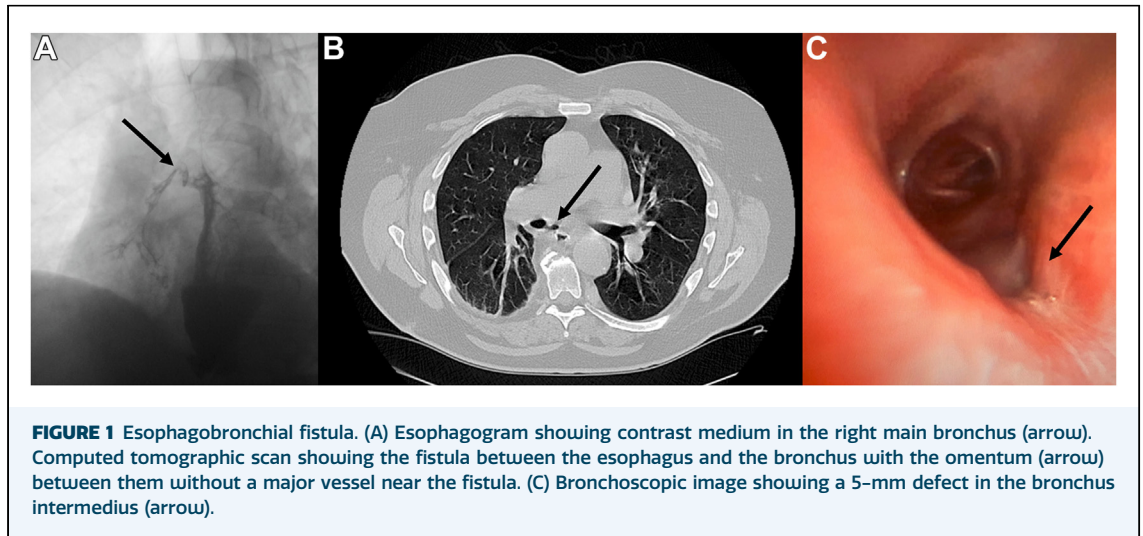 A
B
C
FIGURE 1 Esophagobronchial fistula. (A) Esophagogram showing contrast medium in the right main bronchus (arrow).
Computed tomographic scan showing the fistula between the esophagus and the bronchus with the omentum (arrow)
between them without a major vessel near the fistula. (C) Bronchoscopic image showing a 5-mm defect in the bronchus
intermedius (arrow).